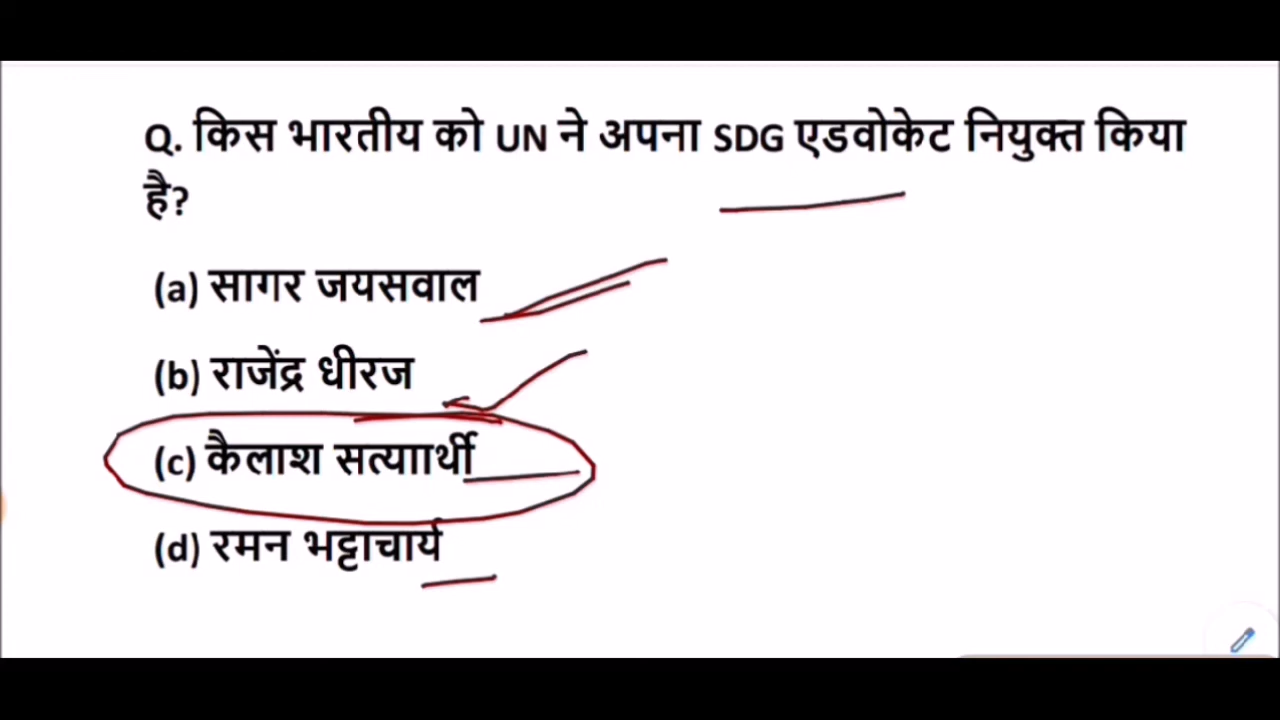 Q. किस भारतीय को UN ने अपना SDG एडवोकेट नियुक्त किया
है?
(a) सागर जयसवाल
(b) राजेंद्र धीरज
(c) कैलाश सत्याार्थी
(d) रमन भट्टाचार्य